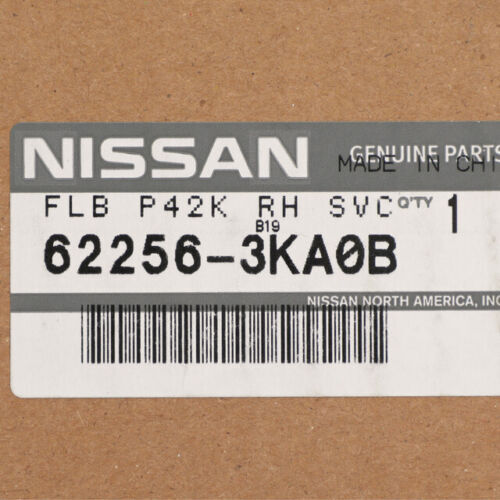 NISSAN
GENUINE PARTS
MADE IN CHI
FLB P42K RH SVC Q'TY 1
B19
62256-3KA0B
NISSAN NORTH AMERICA, INC